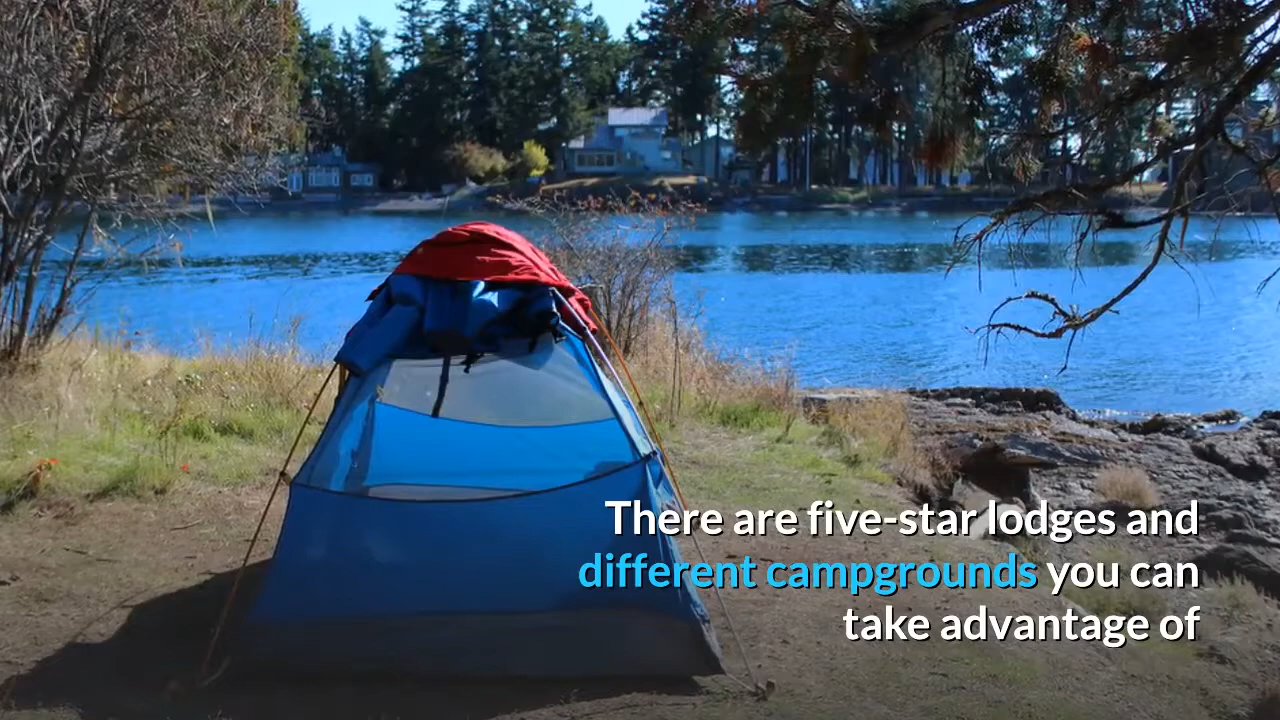 There are five-star lodges and
different campgrounds you can
take advantage of